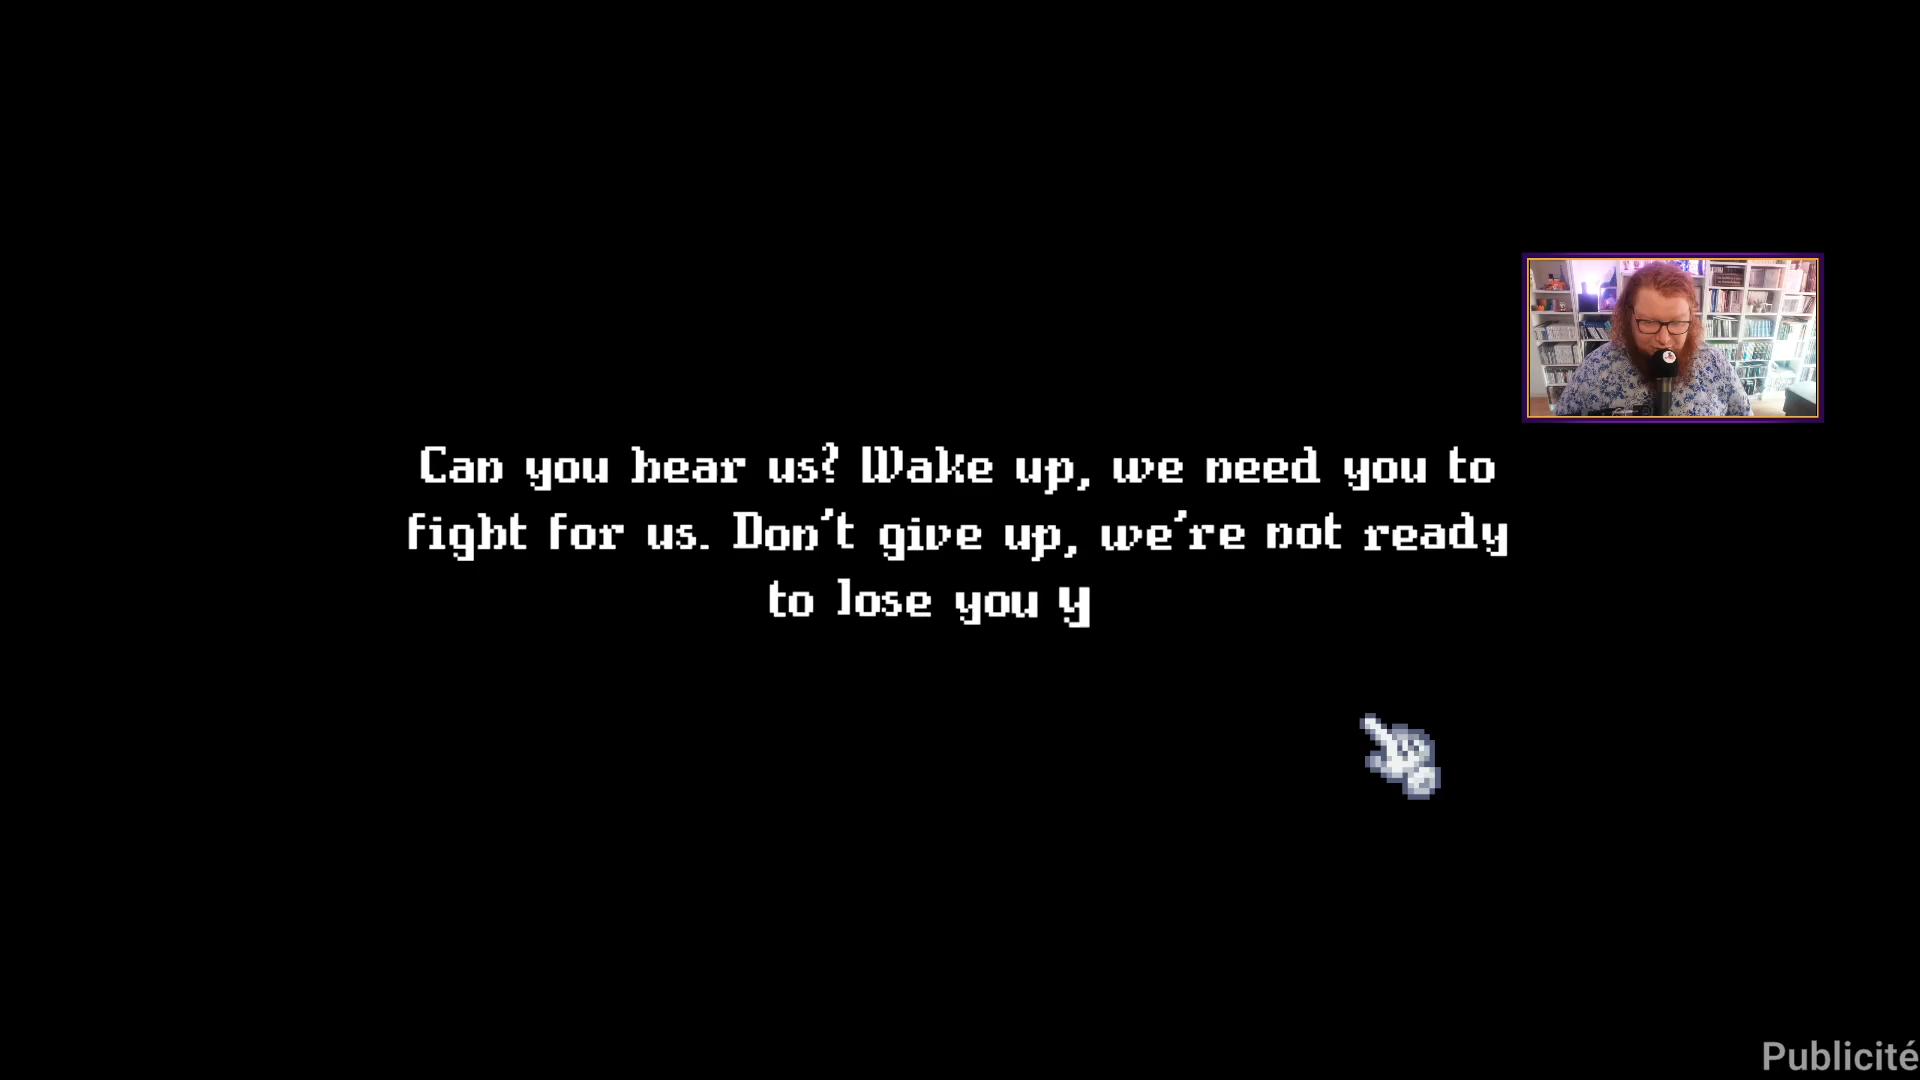 Can you hear us? Wake up, we need you to
fight for us. Don't give up, we're not ready
to lose you y
Publicité